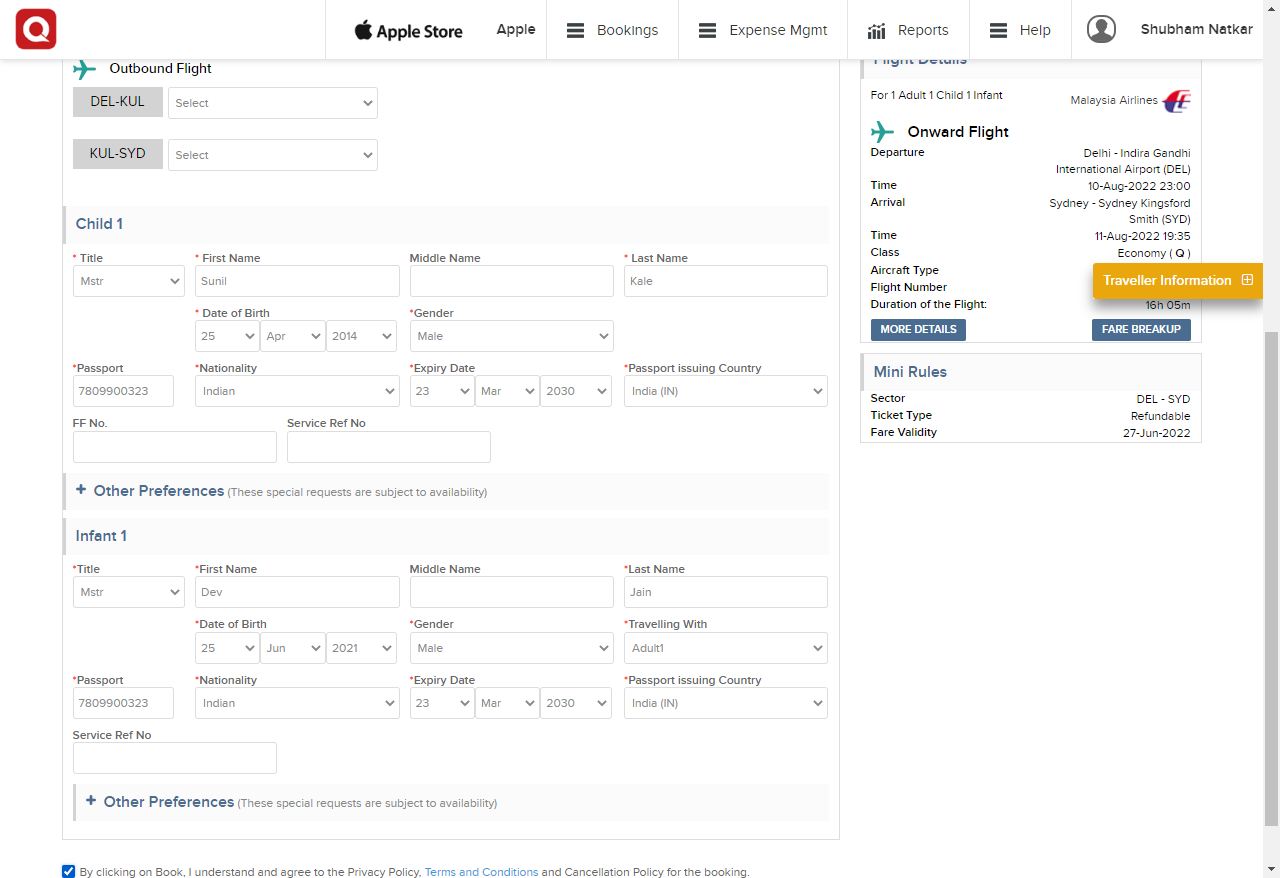 Apple Store
Apple
Bookings
Expense Mgmt
Reports
Help
Shubham Natkar
Outbound Flight
DEL-KUL
Select
KUL-SYD
Select
Child 1
* Title
* First Name
Middle Name
* Last Name
Mstr
Sunil
Kale
* Date of Birth
*Gender
25
Apr
2014
Male
*Passport
*Nationality
*Expiry Date
*Passport issuing Country
7809900323
Indian
23
Mar
2030
India (IN)
FF No.
Service Ref No
+ Other Preferences (These special requests are subject to availability)
Infant 1
*Title
*First Name
Middle Name
*Last Name
Mstr
Dev
Jain
*Date of Birth
*Gender
*Travelling With
25
Jun
2021
Male
Adult1
*Passport
*Nationality
*Expiry Date
*Passport issuing Country
7809900323
Indian
23
Mar
2030
India (IN)
Service Ref No
+ Other Preferences (These special requests are subject to availability)
By clicking on Book, I understand and agree to the Privacy Policy, Terms and Conditions and Cancellation Policy for the booking.
Flight Details
For 1 Adult 1 Child 1 Infant
Malaysia Airlines
Onward Flight
Departure
Delhi - Indira Gandhi
International Airport (DEL)
Time
10-Aug-2022 23:00
Arrival
Sydney - Sydney Kingsford
Smith (SYD)
Time
11-Aug-2022 19:35
Class
Economy ( Q )
Aircraft Type
Flight Number
Traveller Information
Duration of the Flight:
16h 05m
MORE DETAILS
FARE BREAKUP
Mini Rules
Sector
DEL - SYD
Ticket Type
Refundable
Fare Validity
27-Jun-2022